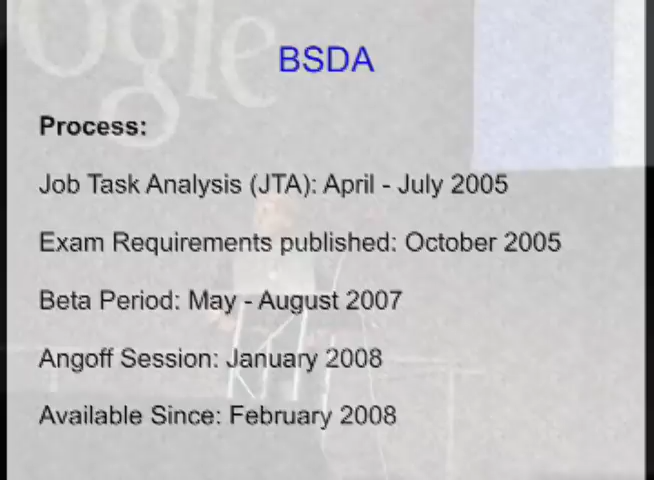 ogle
BSDA
Process:
Job Task Analysis (JTA): April - July 2005
Exam Requirements published: October 2005
Beta Period: May - August 2007
Angoff Session: January 2008
Available Since: February 2008